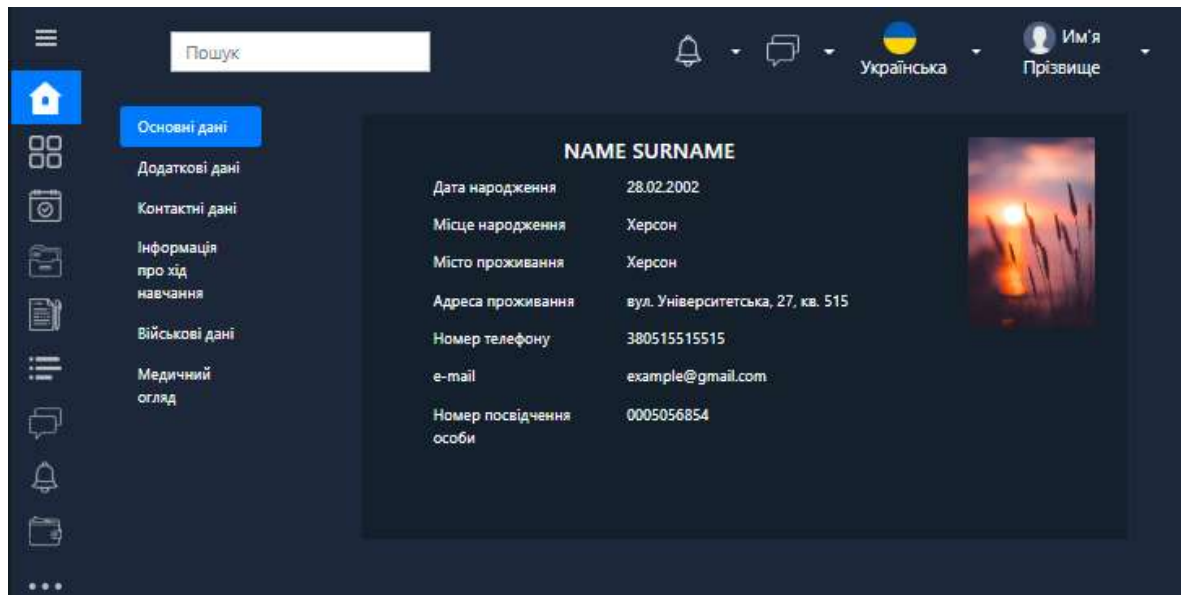 Пошук
Українська
Им'я
Прізвище
Основні дані
Додаткові дані
Контактні дані
Інформація
про хід
навчання
Військові дані
Медичний
огляд
NAME SURNAME
Дата народження 28.02.2002
Місце народження Херсон
Місто проживання Херсон
Адреса проживання вул. Університетська, 27, кв. 515
Номер телефону 380515515515
e-mail example@gmail.com
Номер посвідчення 0005056854
особи